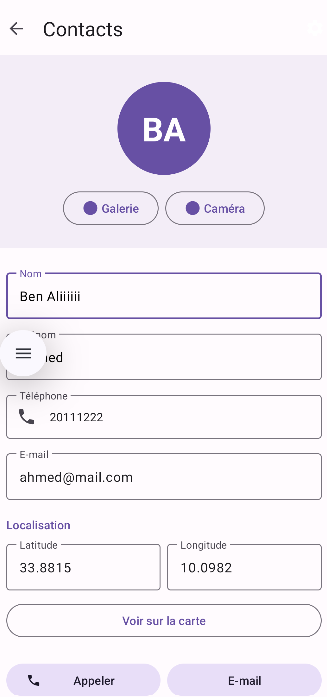 Contacts
BA
Galerie
Caméra
Nom
Ben Aliiiiii
Téléphone
20111222
E-mail
ahmed@mail.com
Localisation
Latitude
33.8815
Longitude
10.0982
Voir sur la carte
Appeler
E-mail